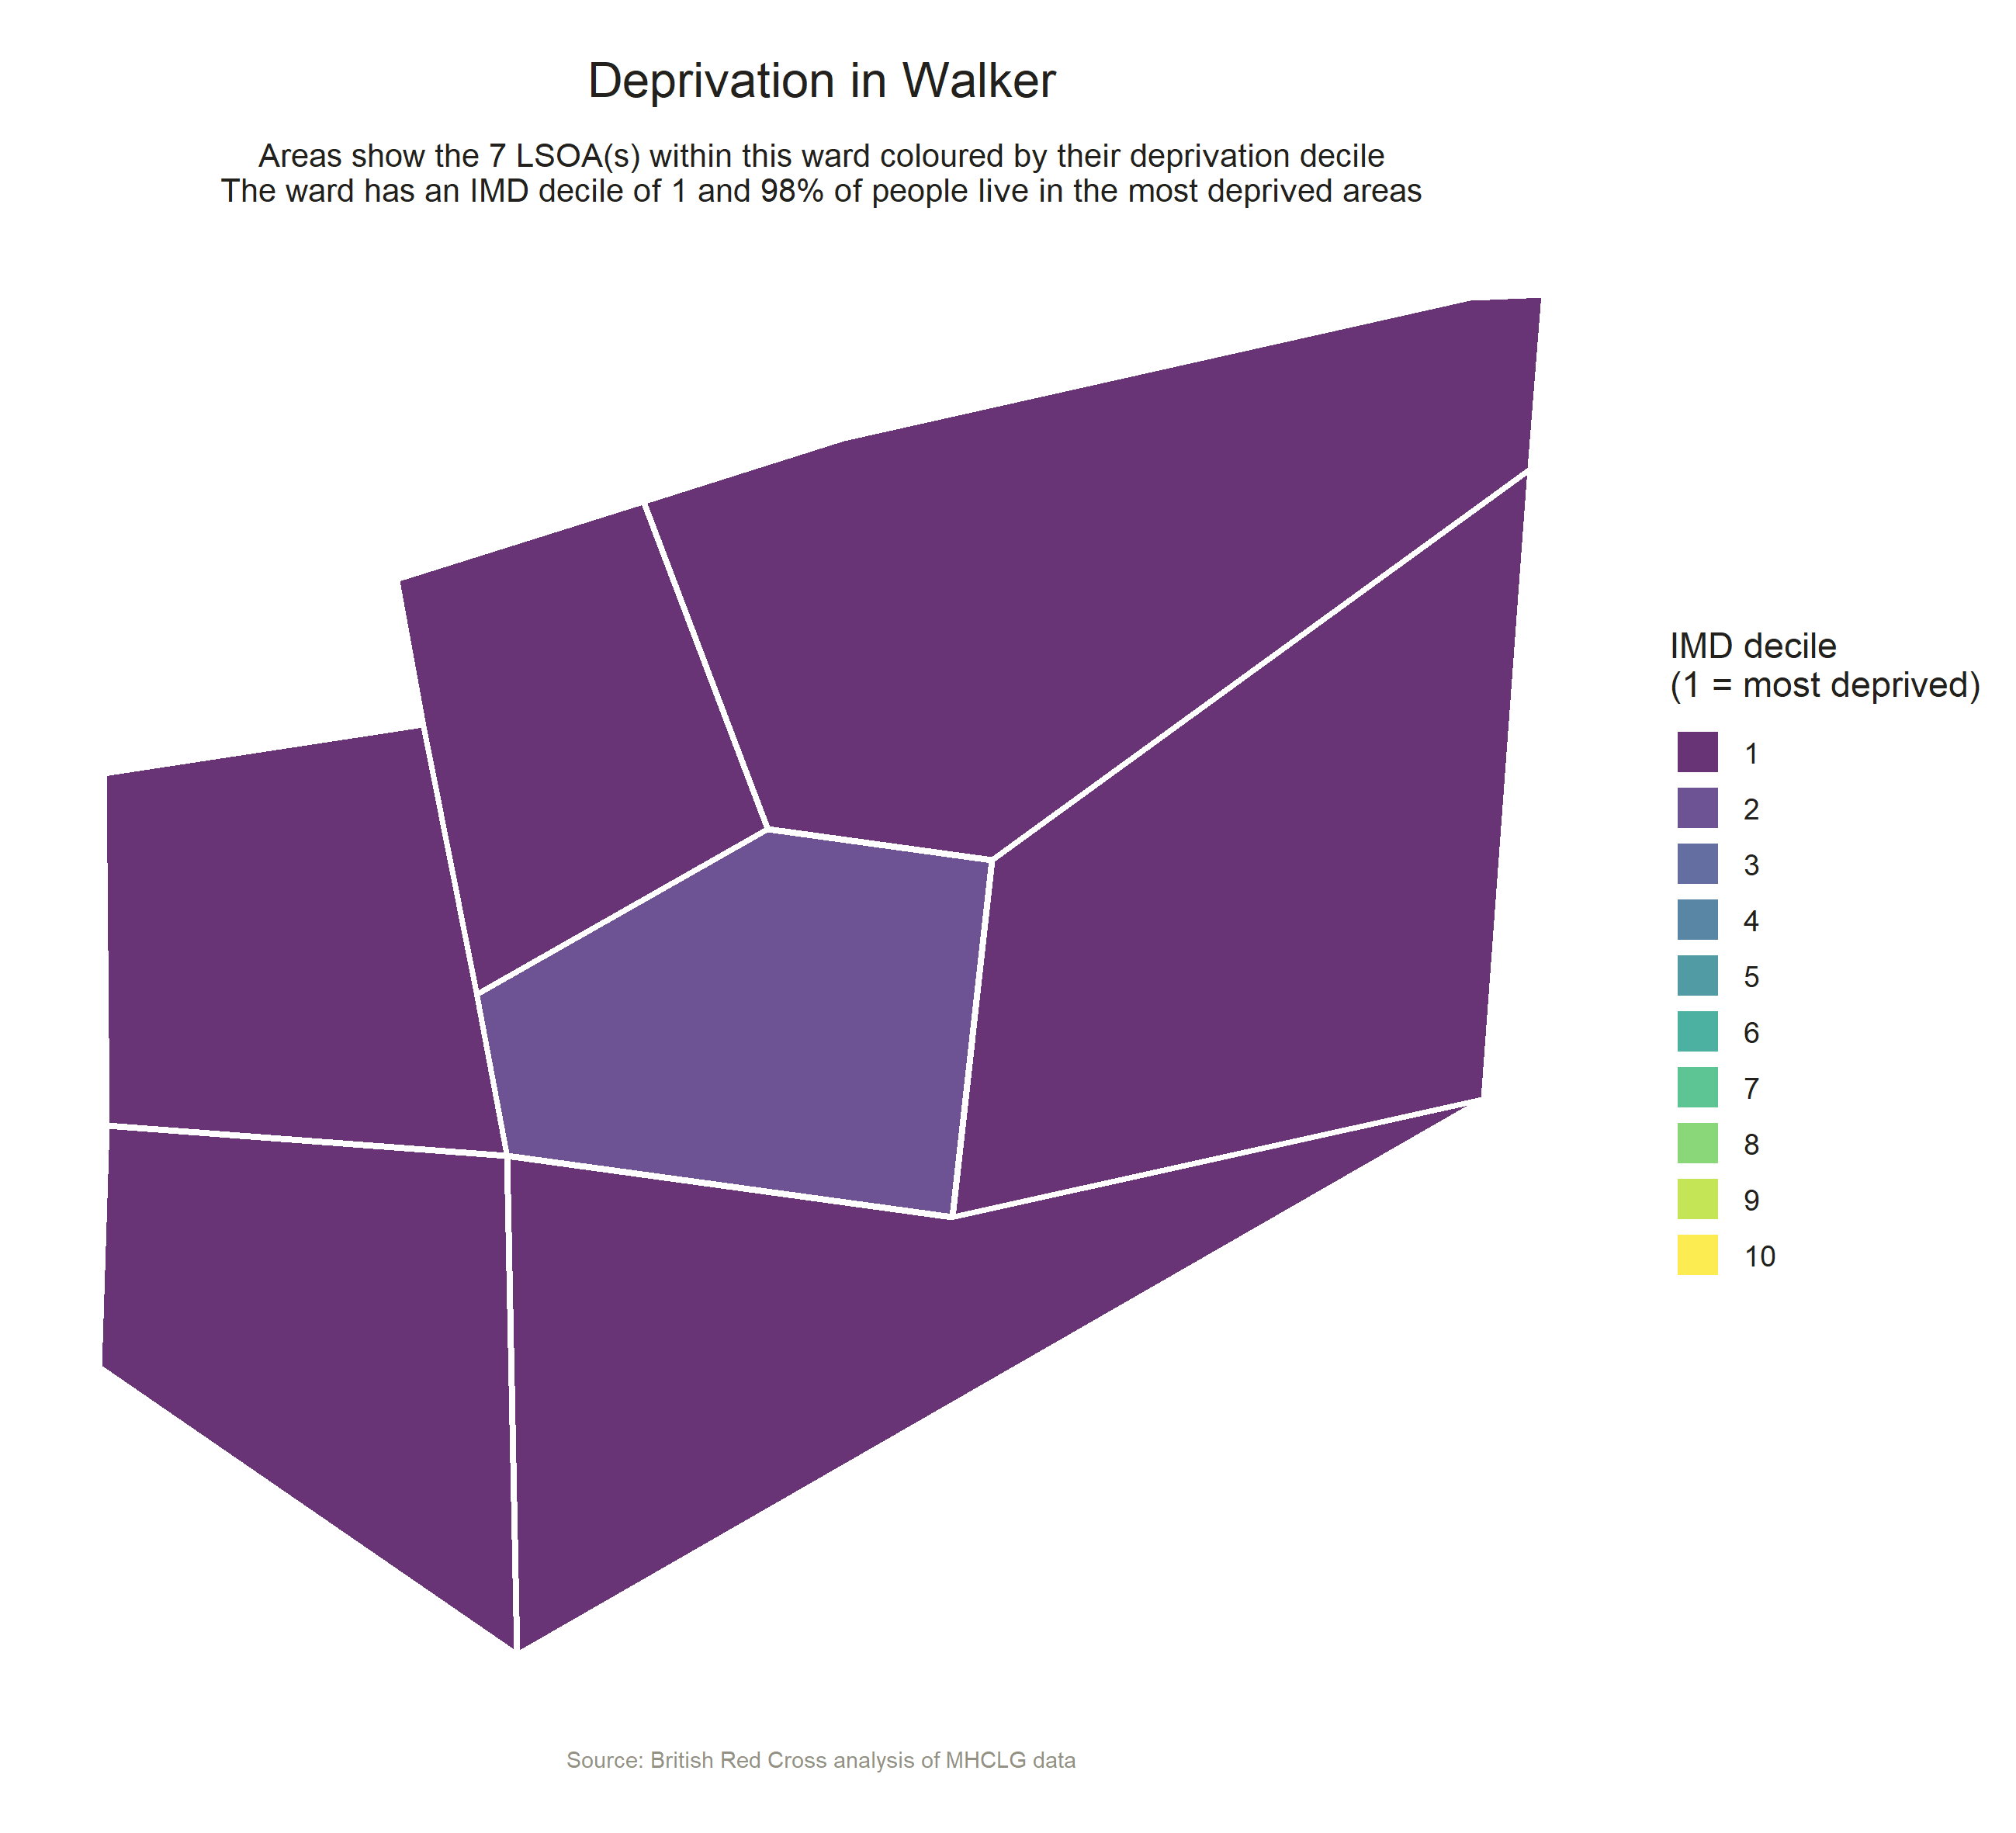 Deprivation in Walker
Areas show the 7 LSOA(s) within this ward coloured by their deprivation decile
The ward has an IMD decile of 1 and 98% of people live in the most deprived areas
IMD decile
(1 = most deprived)
1
2
3
4
5
6
7
8
9
10
Source: British Red Cross analysis of MHCLG data